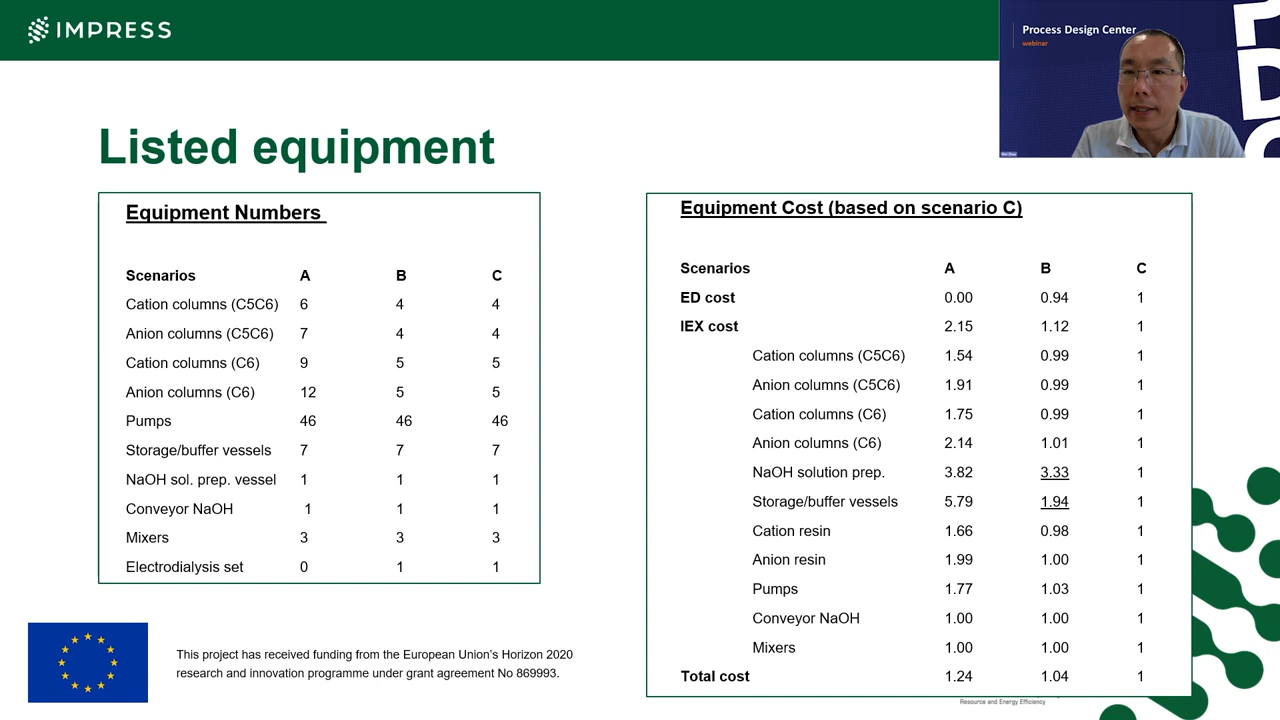 IMPRESS
Process Design Center
webinar
P
D
C
Listed equipment
Equipment Numbers
Scenarios A B C
Cation columns (C5C6) 6 4 4
Anion columns (C5C6) 7 4 4
Cation columns (C6) 9 5 5
Anion columns (C6) 12 5 5
Pumps 46 46 46
Storage/buffer vessels 7 7 7
NaOH sol. prep. vessel 1 1 1
Conveyor NaOH 1 1 1
Mixers 3 3 3
Electrodialysis set 0 1 1
Equipment Cost (based on scenario C)
Scenarios A B C
ED cost 0.00 0.94 1
IEX cost 2.15 1.12 1
Cation columns (C5C6) 1.54 0.99 1
Anion columns (C5C6) 1.91 0.99 1
Cation columns (C6) 1.75 0.99 1
Anion columns (C6) 2.14 1.01 1
NaOH solution prep. 3.82 3.33 1
Storage/buffer vessels 5.79 1.94 1
Cation resin 1.66 0.98 1
Anion resin 1.99 1.00 1
Pumps 1.77 1.03 1
Conveyor NaOH 1.00 1.00 1
Mixers 1.00 1.00 1
Total cost 1.24 1.04 1
This project has received funding from the European Union's Horizon 2020
research and innovation programme under grant agreement No 869993.
Resource and Energy Efficiency